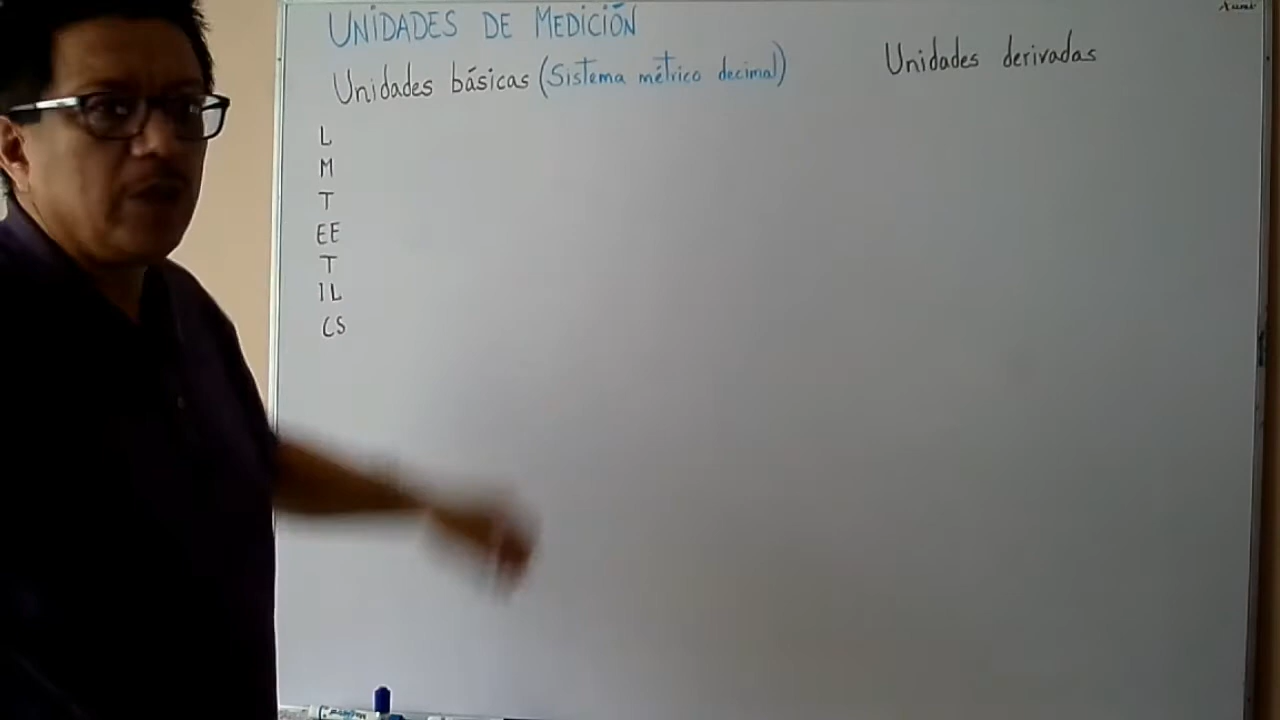 UNIDADES DE MEDICIÓN
Unidades básicas (Sistema métrico decimal)
Unidades derivadas
L
M
T
EE
T
IL
CS